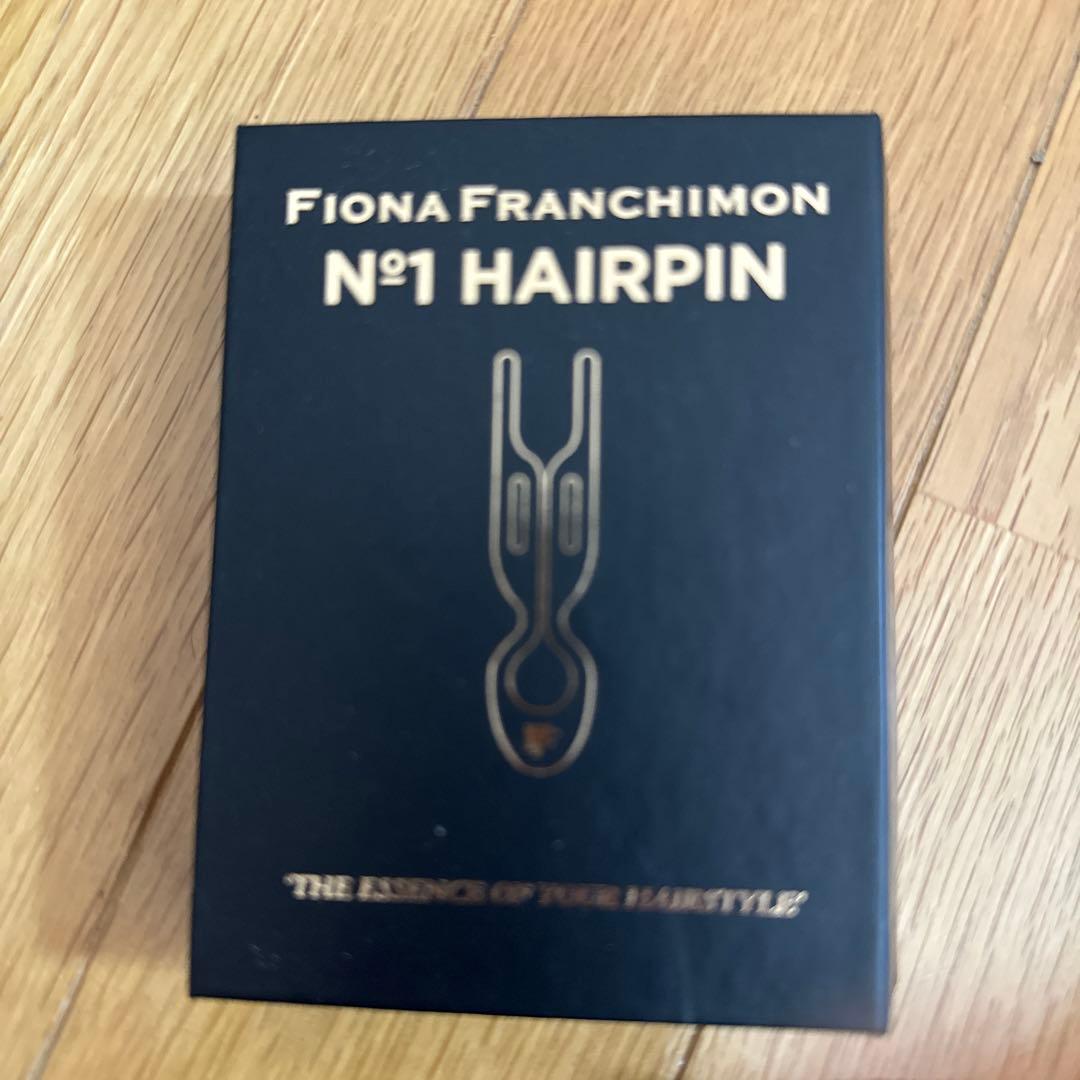 FIONA FRANCHIMON
Nº1 HAIRPIN
'THE ESSENCE OF YOUR HAIRSTYLE'